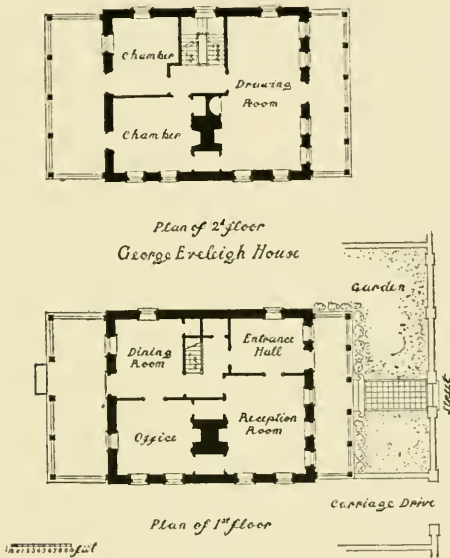 Chamber
Drawing
Room
Chamber
Plan of 2d floor
George Eveleigh House
Garden
Dining
Room
Entrance
Hall
Street
Office
Reception
Room
Carriage Drive
Plan of 1st floor
feet